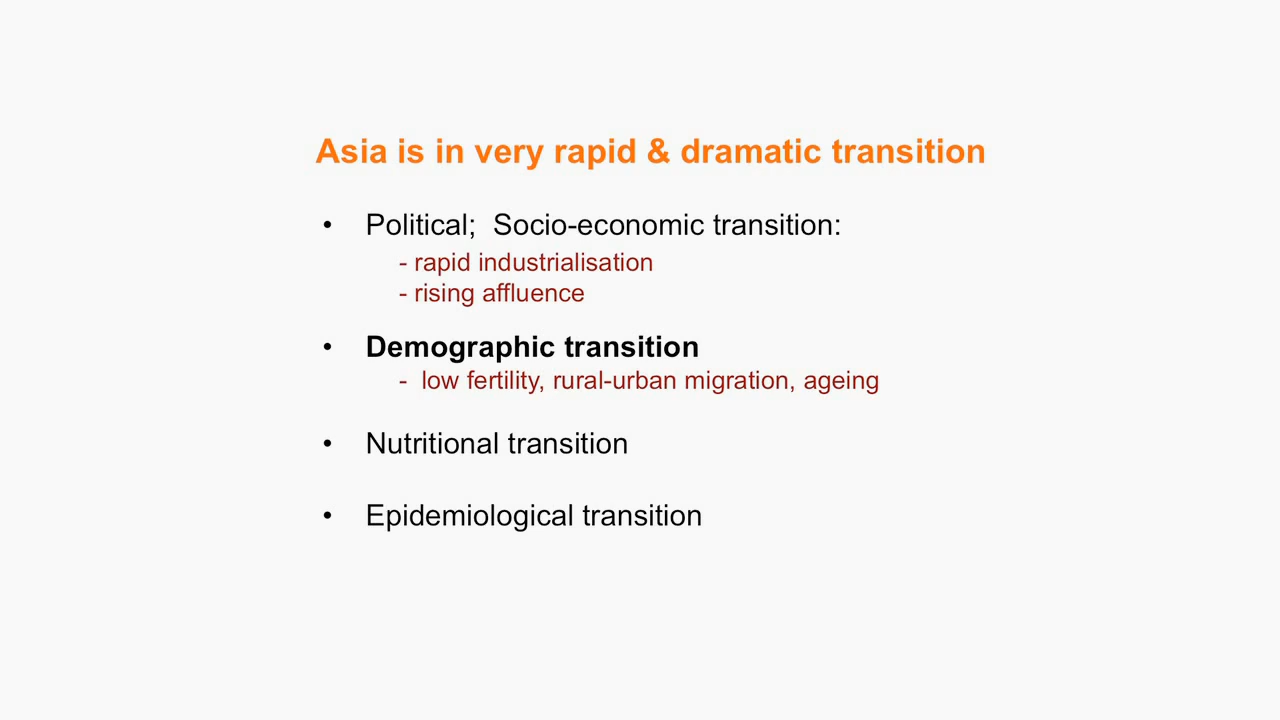 Asia is in very rapid & dramatic transition
• Political;  Socio-economic transition:
- rapid industrialisation
- rising affluence
• Demographic transition
-  low fertility, rural-urban migration, ageing
• Nutritional transition
• Epidemiological transition